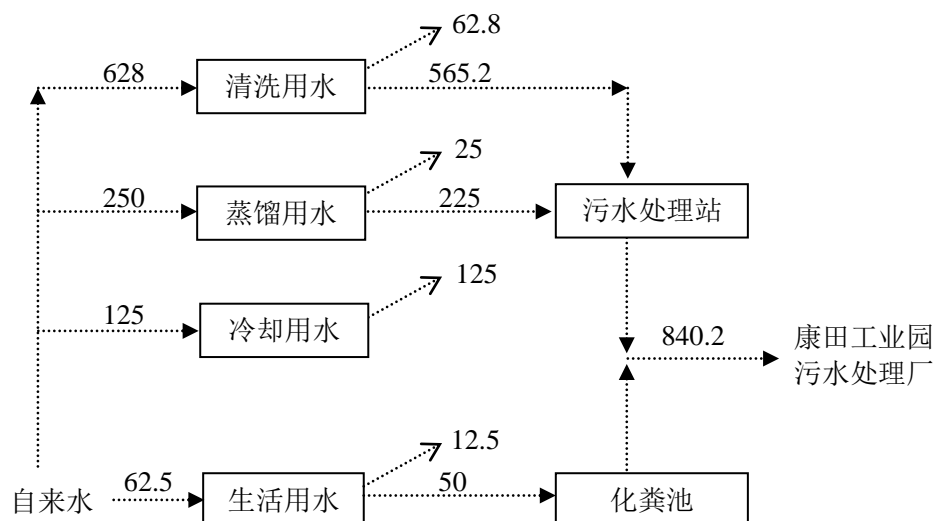 62.8
628
清洗用水
565.2
25
250
蒸馏用水
225
污水处理站
125
125
冷却用水
840.2
康田工业园
污水处理厂
12.5
自来水
62.5
生活用水
50
化粪池